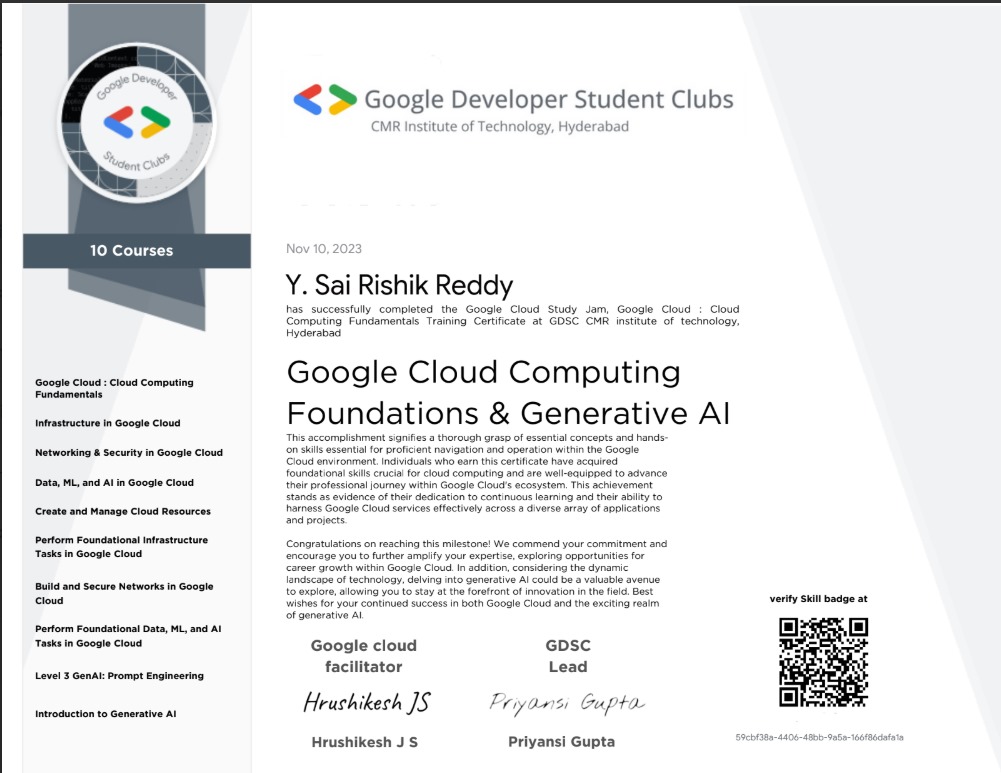 Google Developer
Student Clubs
10 Courses
Google Cloud : Cloud Computing
Fundamentals
Infrastructure in Google Cloud
Networking & Security in Google Cloud
Data, ML, and AI in Google Cloud
Create and Manage Cloud Resources
Perform Foundational Infrastructure
Tasks in Google Cloud
Build and Secure Networks in Google
Cloud
Perform Foundational Data, ML, and AI
Tasks in Google Cloud
Level 3 GenAI: Prompt Engineering
Introduction to Generative AI
Google Developer Student Clubs
CMR Institute of Technology, Hyderabad
Nov 10, 2023
Y. Sai Rishik Reddy
has successfully completed the Google Cloud Study Jam, Google Cloud : Cloud
Computing Fundamentals Training Certificate at GDSC CMR institute of technology,
Hyderabad
Google Cloud Computing
Foundations & Generative AI
This accomplishment signifies a thorough grasp of essential concepts and hands-
on skills essential for proficient navigation and operation within the Google
Cloud environment. Individuals who earn this certificate have acquired
foundational skills crucial for cloud computing and are well-equipped to advance
their professional journey within Google Cloud's ecosystem. This achievement
stands as evidence of their dedication to continuous learning and their ability to
harness Google Cloud services effectively across a diverse array of applications
and projects.
Congratulations on reaching this milestone! We commend your commitment and
encourage you to further amplify your expertise, exploring opportunities for
career growth within Google Cloud. In addition, considering the dynamic
landscape of technology, delving into generative AI could be a valuable avenue
to explore, allowing you to stay at the forefront of innovation in the field. Best
wishes for your continued success in both Google Cloud and the exciting realm
of generative AI.
Google cloud
facilitator
Hrushikesh JS
Hrushikesh J S
GDSC
Lead
Priyansi Gupta
Priyansi Gupta
verify Skill badge at
59cbf38a-4406-48bb-9a5a-166f86dafa1a